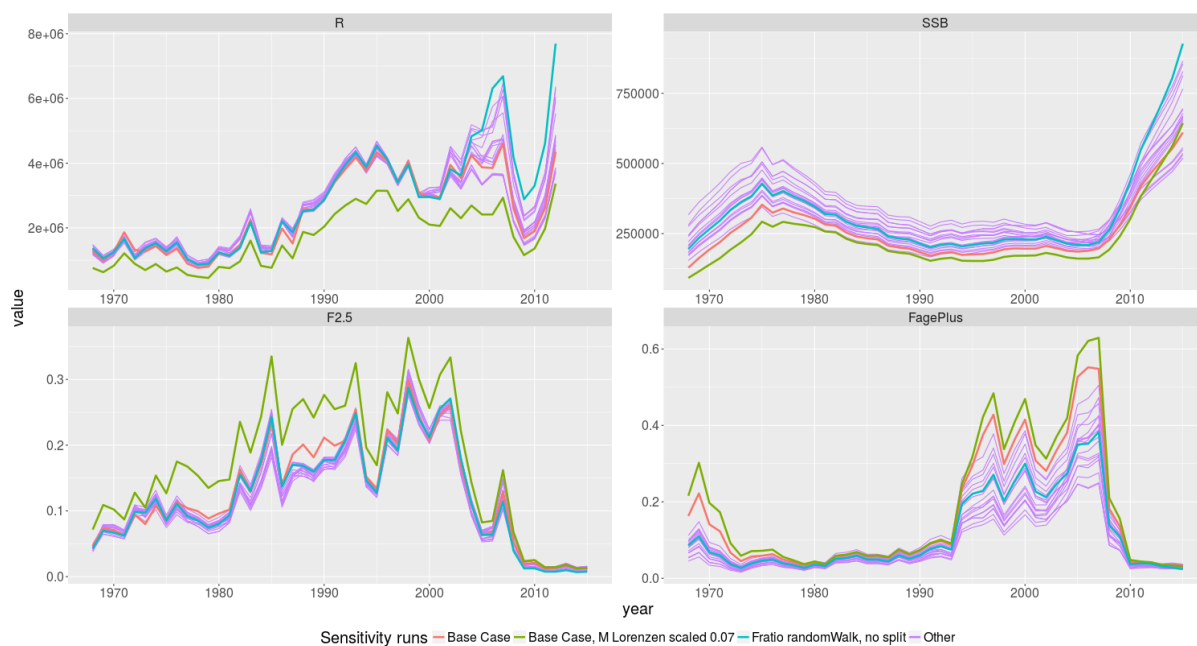 R
SSB
8e+06
6e+06
4e+06
2e+06
750000
500000
250000
1970 1980 1990 2000 2010
1970 1980 1990 2000 2010
value
F2.5
FagePlus
0.3
0.2
0.1
0.0
0.6
0.4
0.2
0.0
1970 1980 1990 2000 2010
1970 1980 1990 2000 2010
year
Sensitivity runs Base Case Base Case, M Lorenzen scaled 0.07 Fratio randomWalk, no split Other